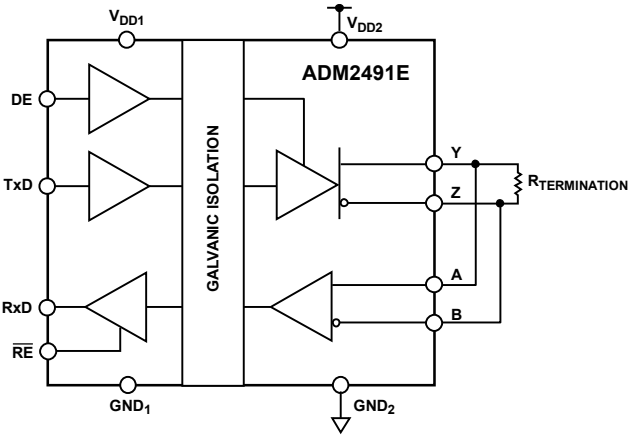 VDD1
VDD2
ADM2491E
DE
GALVANIC ISOLATION
Y
TxD
Z
RTERMINATION
A
RxD
B
RE
GND1
GND2